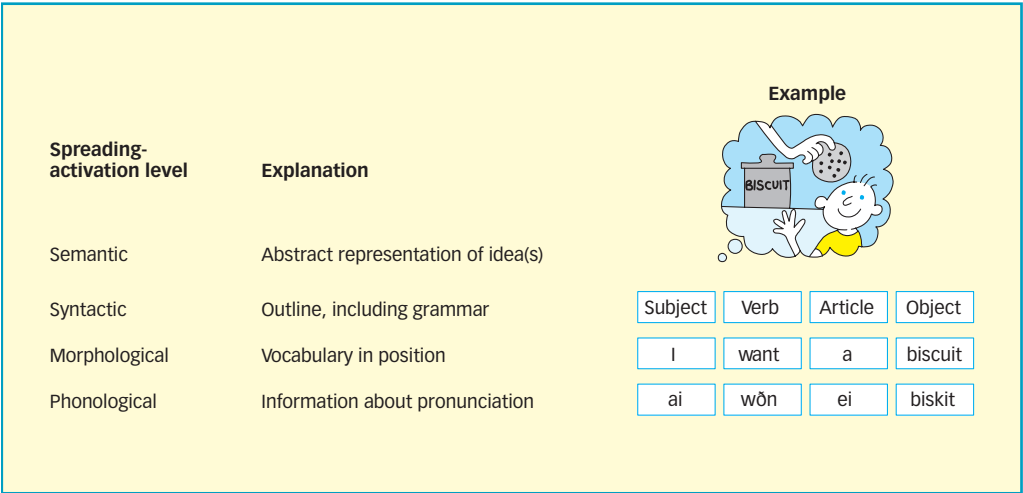 Example
Spreading-
activation level Explanation
BISCUIT
Semantic Abstract representation of idea(s)
Syntactic Outline, including grammar Subject Verb Article Object
Morphological Vocabulary in position I want a biscuit
Phonological Information about pronunciation ai wðn ei biskit